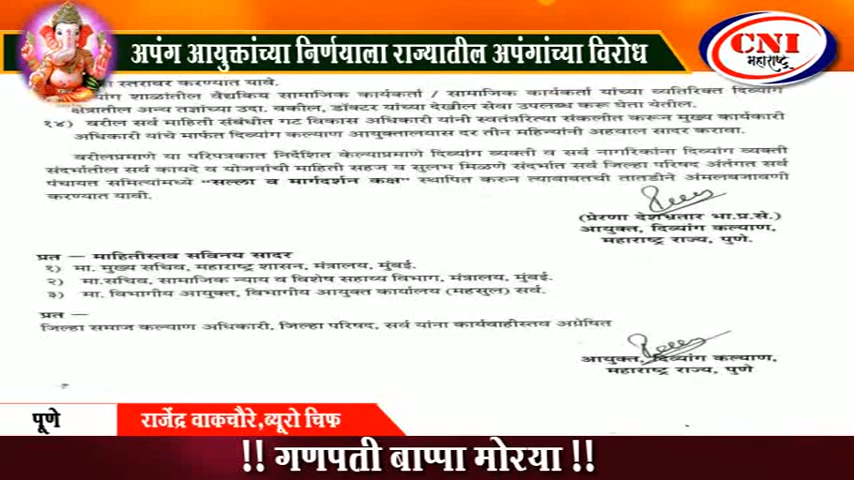 अपंग आयुक्तांच्या निर्णयाला राज्यातील अपंगांच्या विरोध
CNI
महाराष्ट्र
स्तरावर करण्यात यावे.
शाळांतील वैद्यकिय सामाजिक कार्यकर्ता / सामाजिक कार्यकर्ता यांच्या व्यतिरिक्त दिव्यांग
क्षेत्रातील अन्य तज्ञांच्या उदा. वकील, डॉक्टर यांच्या देखील सेवा उपलब्ध करू घेता येतील.
१४) वरील सर्व माहिती संबंधीत गट विकास अधिकारी यांनी स्वतंत्ररित्या संकलीत करून मुख्य कार्यकारी
अधिकारी यांचे मार्फत दिव्यांग कल्याण आयुक्तालयास दर तीन महिन्यांनी अहवाल सादर करावा.
वरीलप्रमाणे या परिपत्रकात निर्देशित केल्याप्रमाणे दिव्यांग व्यक्ती व सर्व नागरिकांना दिव्यांग व्यक्ती
संदर्भातील सर्व कायदे व योजनांची माहिती सहज व सुलभ मिळणे संदर्भात सर्व जिल्हा परिषद अंतर्गत सर्व
पंचायत समित्यांमध्ये "सल्ला व मार्गदर्शन कक्ष" स्थापित करुन त्याबाबतची तातडीने अंमलबजावणी
करण्यात यावी.
(प्रेरणा देशभ्रतार भा.प्र.से.)
आयुक्त, दिव्यांग कल्याण,
महाराष्ट्र राज्य, पुणे.
प्रत – माहितीस्तव सविनय सादर
१) मा. मुख्य सचिव, महाराष्ट्र शासन, मंत्रालय, मुंबई.
२) मा.सचिव, सामाजिक न्याय व विशेष सहाय्य विभाग, मंत्रालय, मुंबई.
३) मा. विभागीय आयुक्त, विभागीय आयुक्त कार्यालय (महसुल) सर्व.
प्रत –
जिल्हा समाज कल्याण अधिकारी, जिल्हा परिषद, सर्व यांना कार्यवाहीस्तव अग्रेषित
आयुक्त, दिव्यांग कल्याण,
महाराष्ट्र राज्य, पुणे
पूणे
राजेंद्र वाकचौरे,ब्यूरो चिफ
!! गणपती बाप्पा मोरया !!